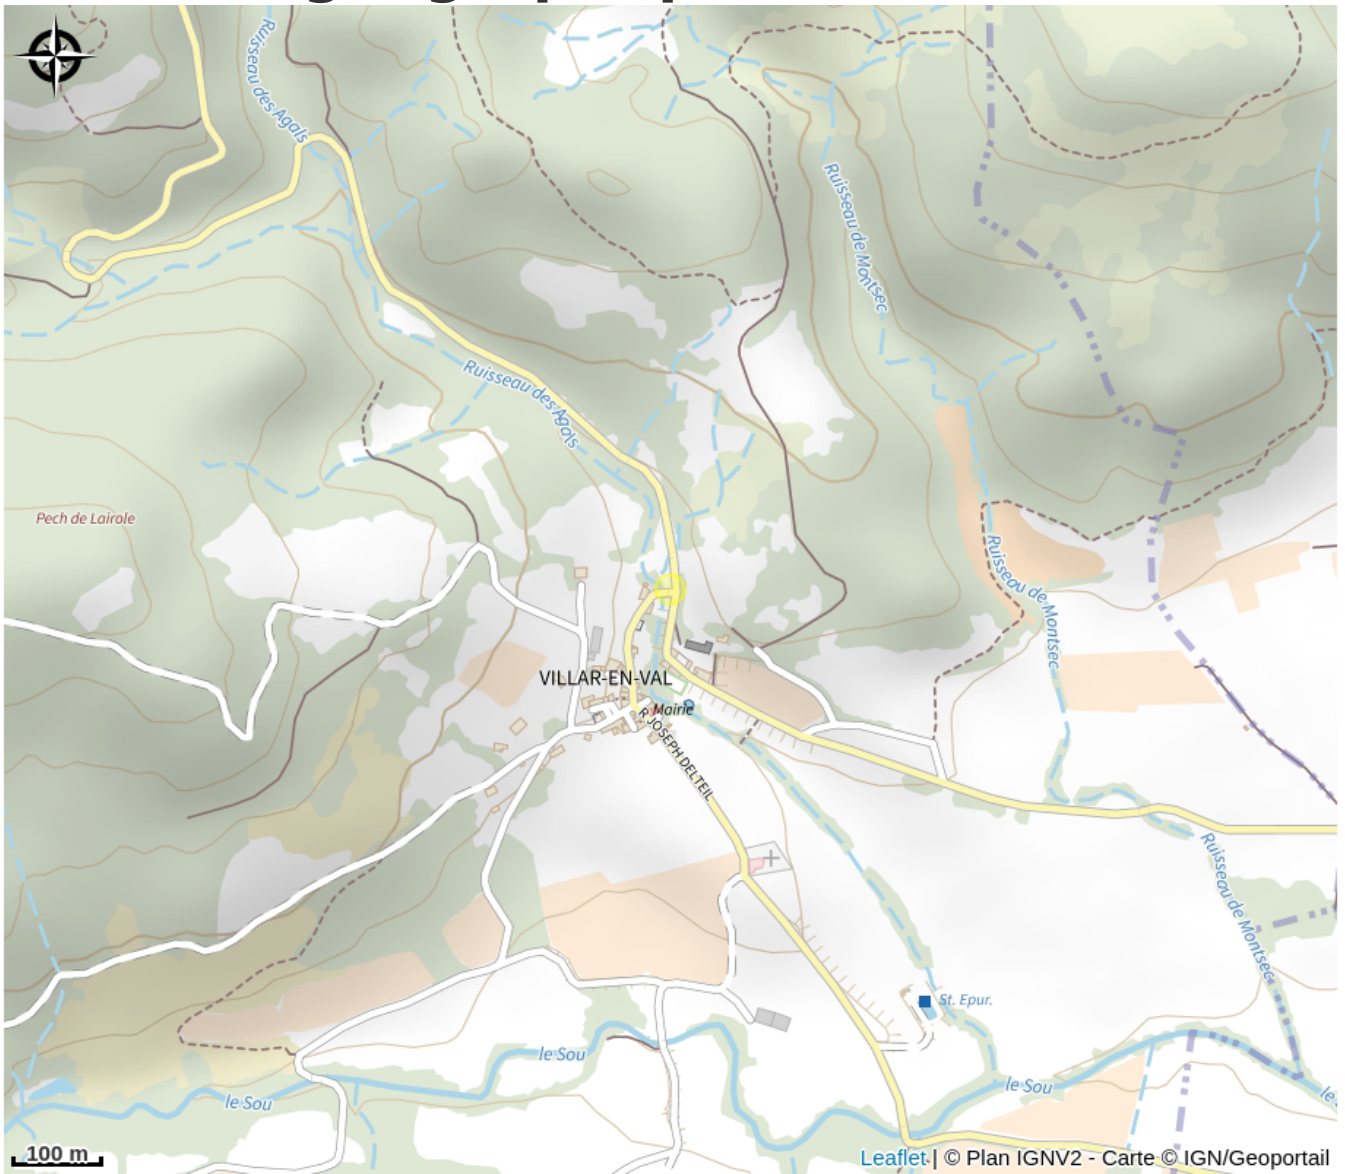 Ruisseau des Agals
Ruisseau de Montsec
Ruisseau des Agals
Pech de Lairole
Ruisseau de Montsec
VILLAR-EN-VAL
Mairie
R JOSEPH DELTEIL
Ruisseau de Montsec
St. Epur.
le Sou
le Sou
le Sou
100 m
Leaflet | © Plan IGNV2 - Carte © IGN/Geoportail